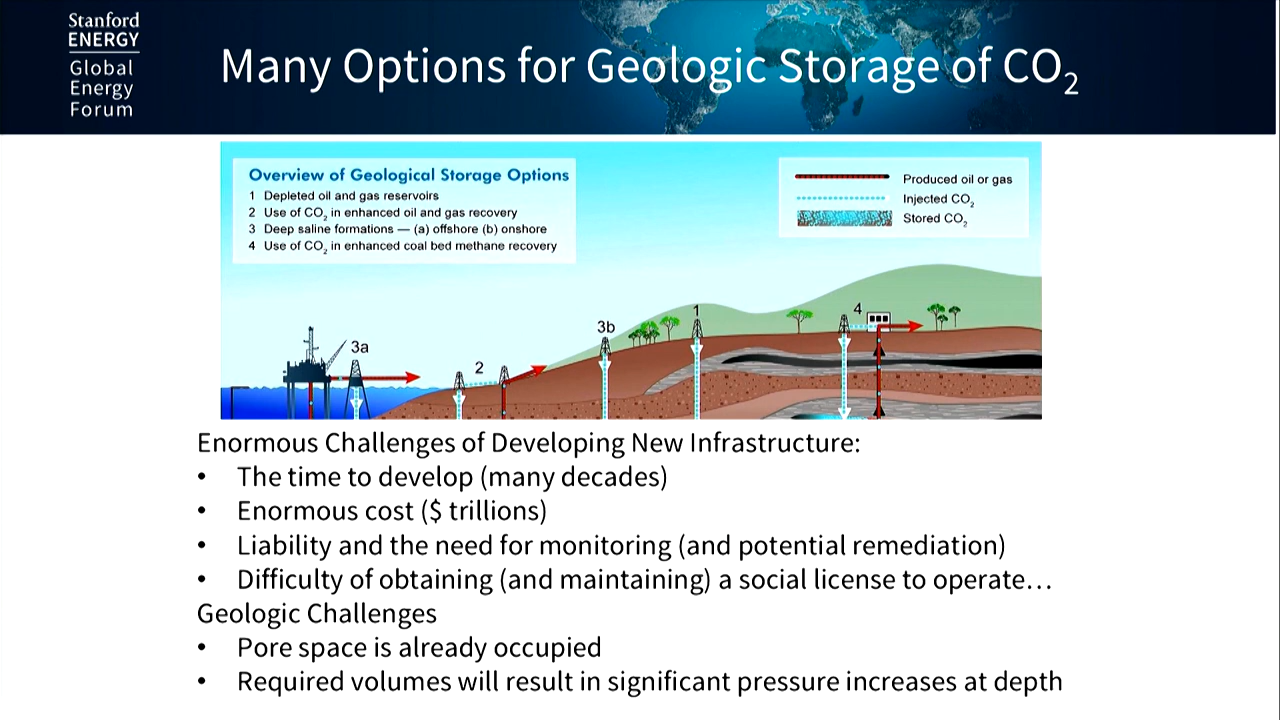 Stanford
ENERGY
Global
Energy
Forum
Many Options for Geologic Storage of CO₂
Overview of Geological Storage Options
1 Depleted oil and gas reservoirs
2 Use of CO₂ in enhanced oil and gas recovery
3 Deep saline formations — (a) offshore (b) onshore
4 Use of CO₂ in enhanced coal bed methane recovery
Produced oil or gas
Injected CO₂
Stored CO₂
3a
2
3b
1
4
Enormous Challenges of Developing New Infrastructure:
• The time to develop (many decades)
• Enormous cost ($ trillions)
• Liability and the need for monitoring (and potential remediation)
• Difficulty of obtaining (and maintaining) a social license to operate…
Geologic Challenges
• Pore space is already occupied
• Required volumes will result in significant pressure increases at depth